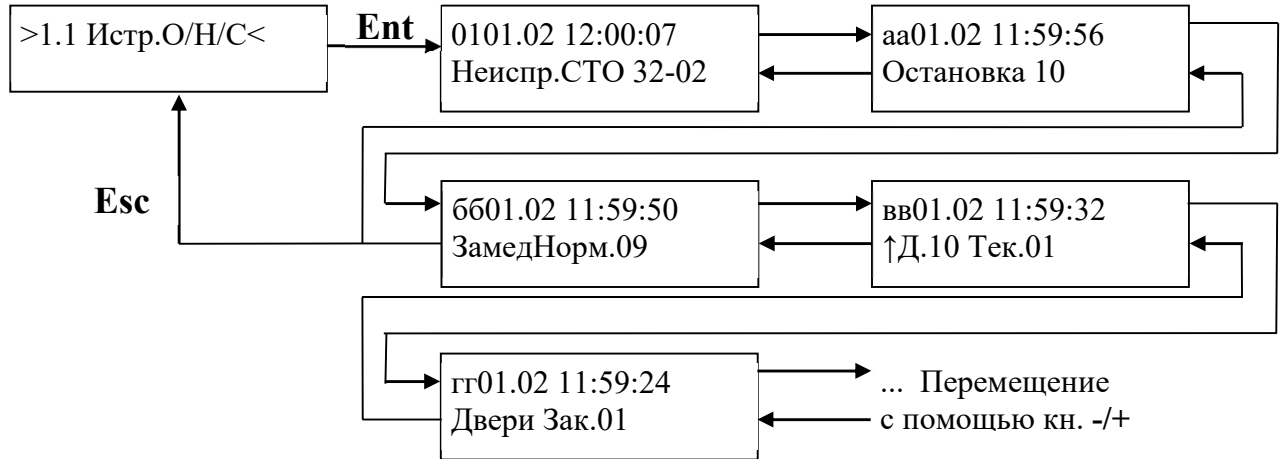 >1.1 Истр.О/Н/С<
Ent
0101.02 12:00:07
Неиспр.СТО 32-02
аа01.02 11:59:56
Остановка 10
Esc
бб01.02 11:59:50
ЗамедНорм.09
вв01.02 11:59:32
↑Д.10 Тек.01
гг01.02 11:59:24
Двери Зак.01
... Перемещение
с помощью кн. -/+